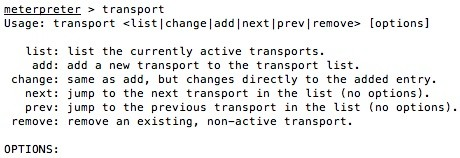 meterpreter > transport
Usage: transport <list|change|add|next|prev|remove> [options]
list: list the currently active transports.
add: add a new transport to the transport list.
change: same as add, but changes directly to the added entry.
next: jump to the next transport in the list (no options).
prev: jump to the previous transport in the list (no options).
remove: remove an existing, non-active transport.
OPTIONS: